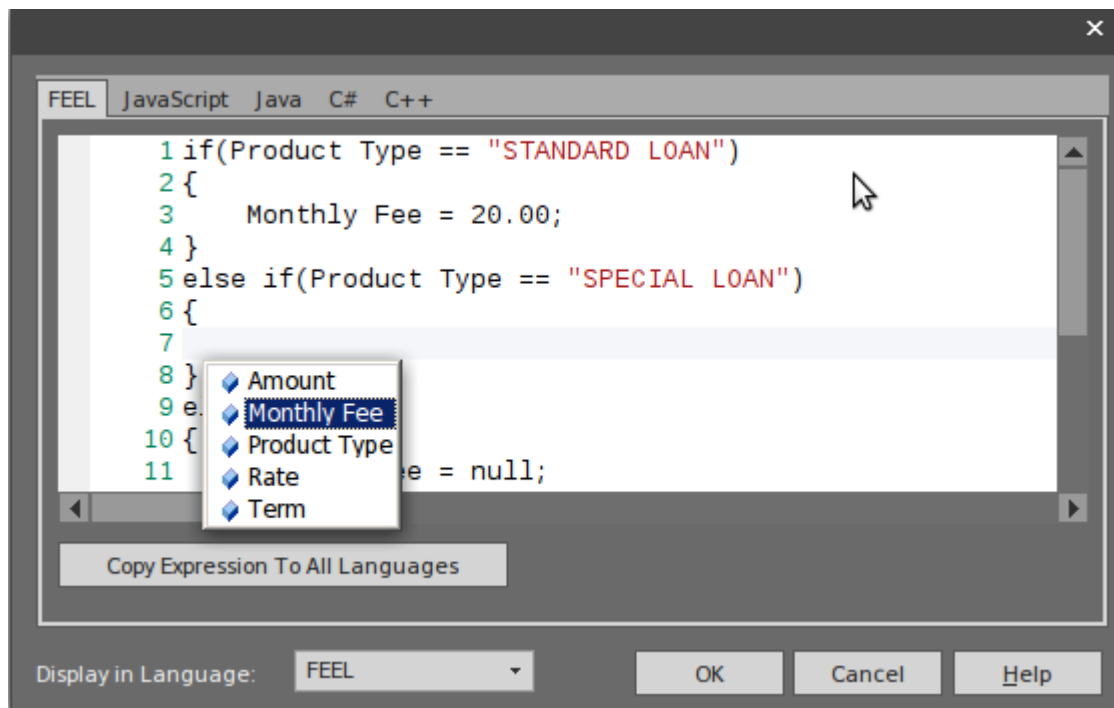 FEEL JavaScript Java C# C++
1 if(Product Type == "STANDARD LOAN")
2 {
3 Monthly Fee = 20.00;
4 }
5 else if(Product Type == "SPECIAL LOAN")
6 {
7
8 }
9 e
10 {
11 e = null;
Amount
Monthly Fee
Product Type
Rate
Term
Copy Expression To All Languages
Display in Language: FEEL OK Cancel Help